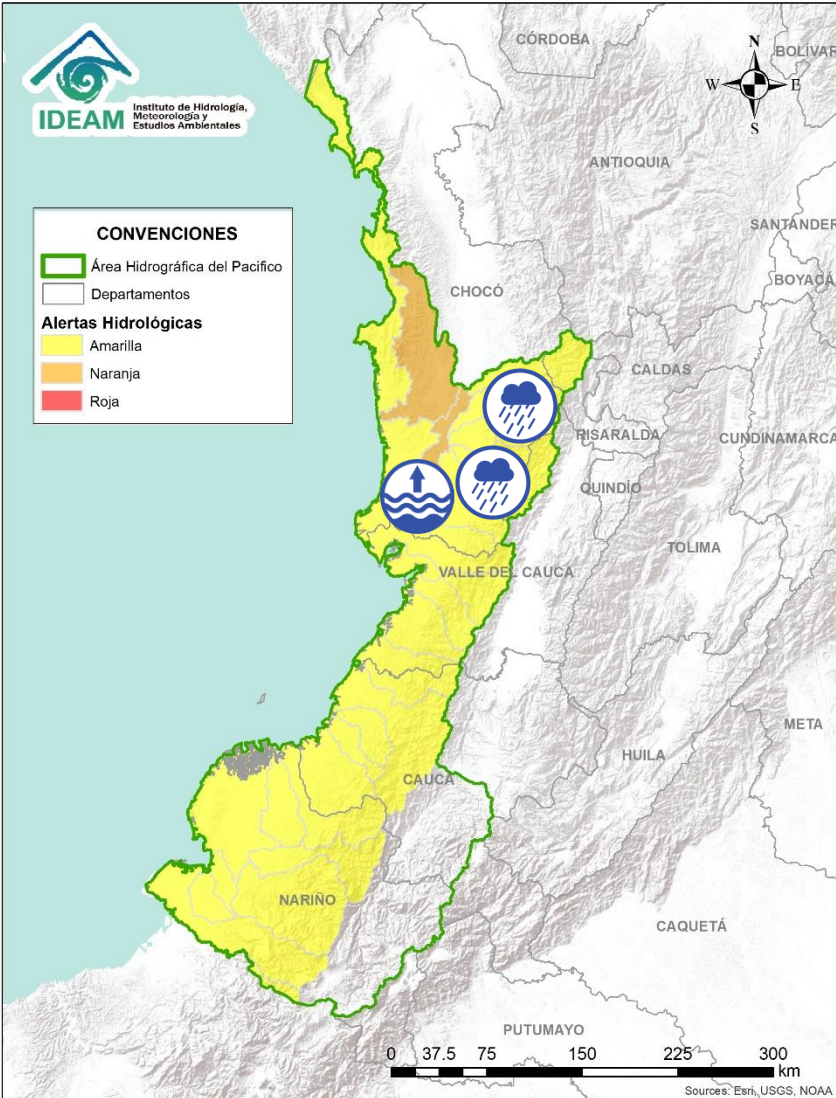 IDEAM
Instituto de Hidrología,
Meteorología y
Estudios Ambientales
CONVENCIONES
Área Hidrográfica del Pacifico
Departamentos
Alertas Hidrológicas
Amarilla
Naranja
Roja
N
W
E
S
CÓRDOBA
BOLÍVAR
ANTIOQUIA
SANTANDER
BOYACÁ
CHOCÓ
CALDAS
RISARALDA
CUNDINAMARCA
QUINDÍO
TOLIMA
VALLE DEL CAUCA
META
HUILA
CAUCA
NARIÑO
CAQUETÁ
PUTUMAYO
0 37.5 75 150 225 300
km
Sources: Esri, USGS, NOAA